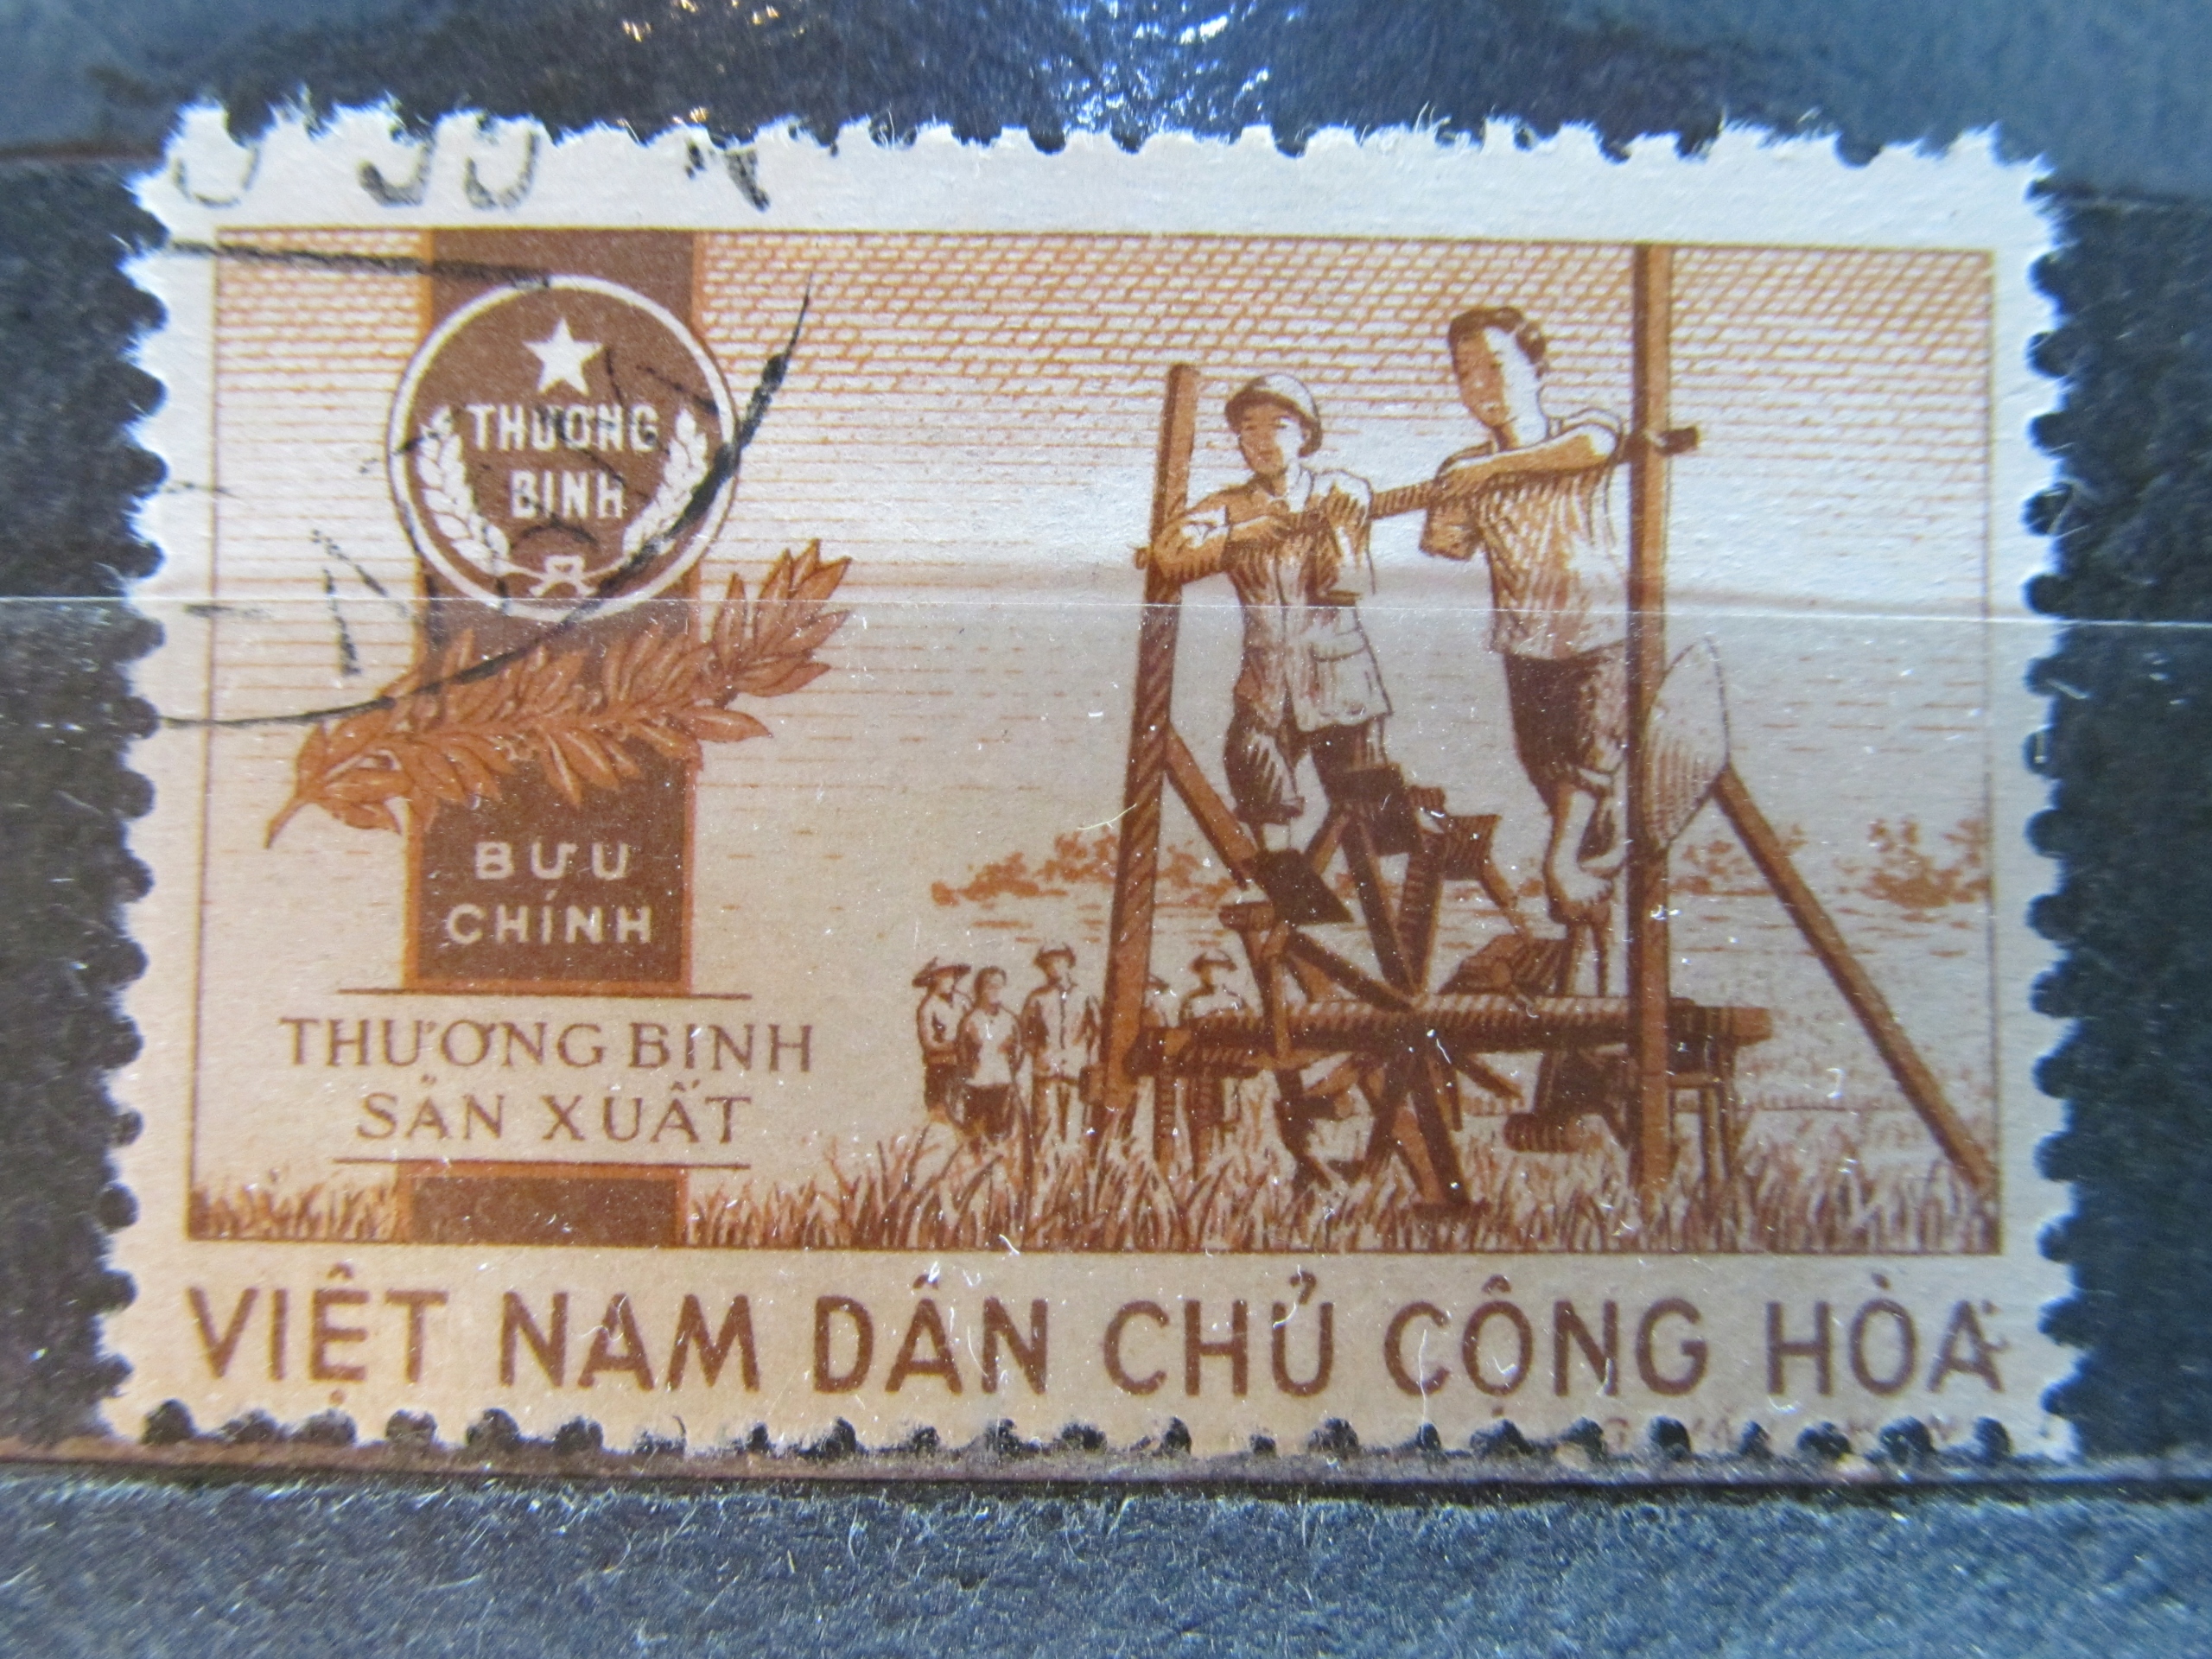 THƯƠNG
BINH
BƯU
CHÍNH
THƯƠNG BINH
SẢN XUẤT
VIỆT NAM DÂN CHỦ CỘNG HÒA